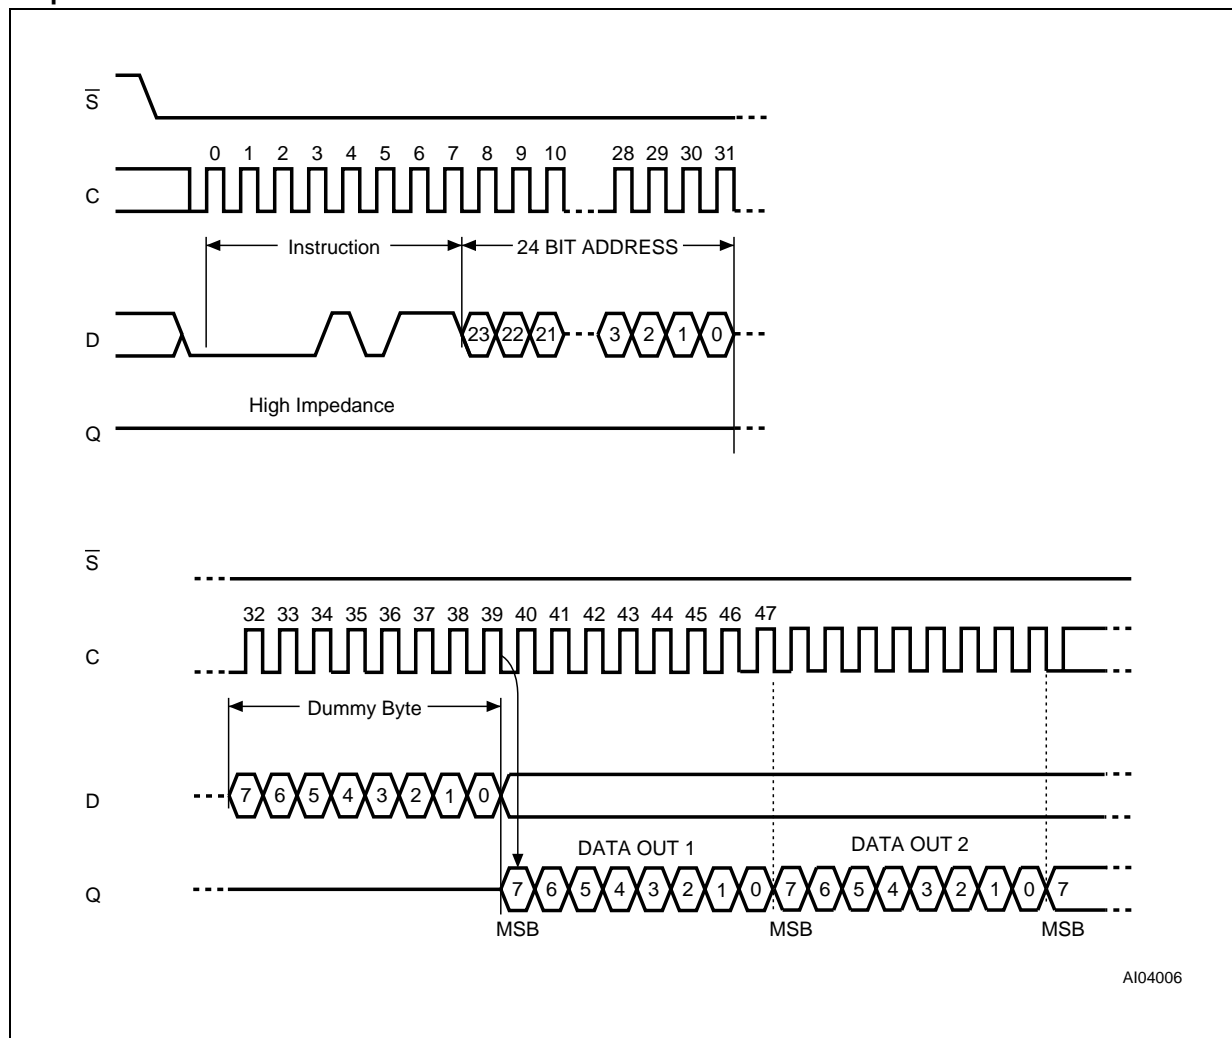 S
0 1 2 3 4 5 6 7 8 9 10 28 29 30 31
C
Instruction 24 BIT ADDRESS
D 23 22 21 3 2 1 0
High Impedance
Q
S
32 33 34 35 36 37 38 39 40 41 42 43 44 45 46 47
C
Dummy Byte
D 7 6 5 4 3 2 1 0
DATA OUT 1 DATA OUT 2
Q 7 6 5 4 3 2 1 0 7 6 5 4 3 2 1 0 7
MSB MSB MSB
AI04006